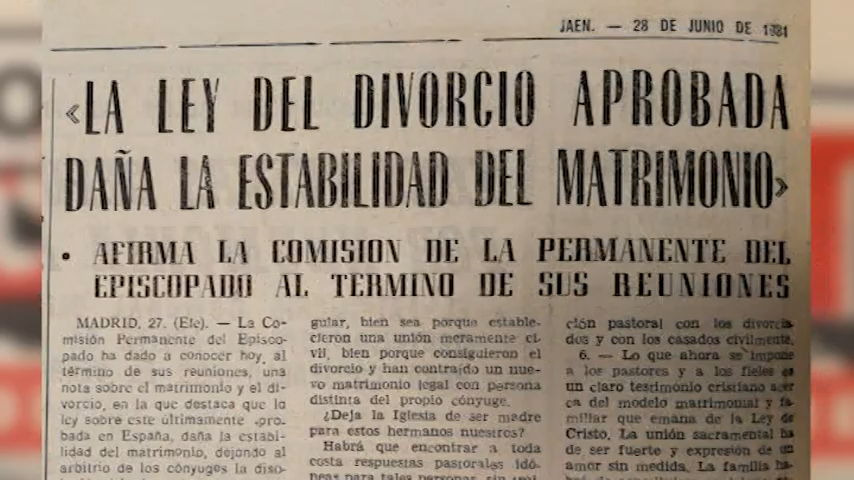 JAEN. — 28 DE JUNIO DE 1981
«LA LEY DEL DIVORCIO APROBADA
DAÑA LA ESTABILIDAD DEL MATRIMONIO»
• AFIRMA LA COMISION DE LA PERMANENTE DEL
EPISCOPADO AL TERMINO DE SUS REUNIONES
MADRID, 27. (Efe). — La Co-
misión Permanente del Episco-
pado ha dado a conocer hoy, al
término de sus reuniones, una
nota sobre el matrimonio y el di-
vorcio, en la que destaca que la
ley sobre este últimamente apro-
bada en España, daña la estabi-
lidad del matrimonio, dejando al
arbitrio de los cónyuges la diso-
gular, bien sea porque estable-
cieron una unión meramente ci-
vil, bien porque consiguieron el
divorcio y han contraído un nue-
vo matrimonio legal con persona
distinta del propio cónyuge.
¿Deja la Iglesia de ser madre
para estos hermanos nuestros?
Habrá que encontrar a toda
costa respuestas pastorales idó-
neas para tales personas, sin
ción pastoral con los divorcia-
dos y con los casados civilmente.
6. — Lo que ahora se impone
a los pastores y a los fieles es
un claro testimonio cristiano acer
ca del modelo matrimonial y fa-
miliar que emana de la Ley de
Cristo. La unión sacramental ha
de ser fuerte y expresión de un
amor sin medida. La familia ha